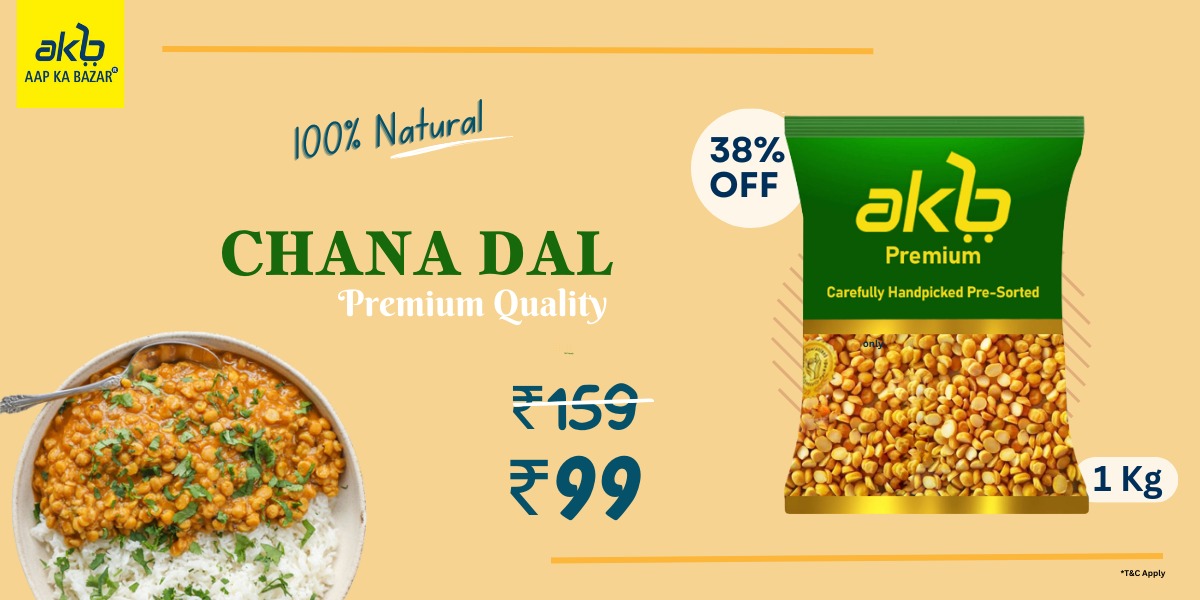 akb
AAP KA BAZAR®
100% Natural
CHANA DAL
Premium Quality
₹159
₹99
38%
OFF
akb
Premium
Carefully Handpicked Pre-Sorted
only
1 Kg
*T&C Apply